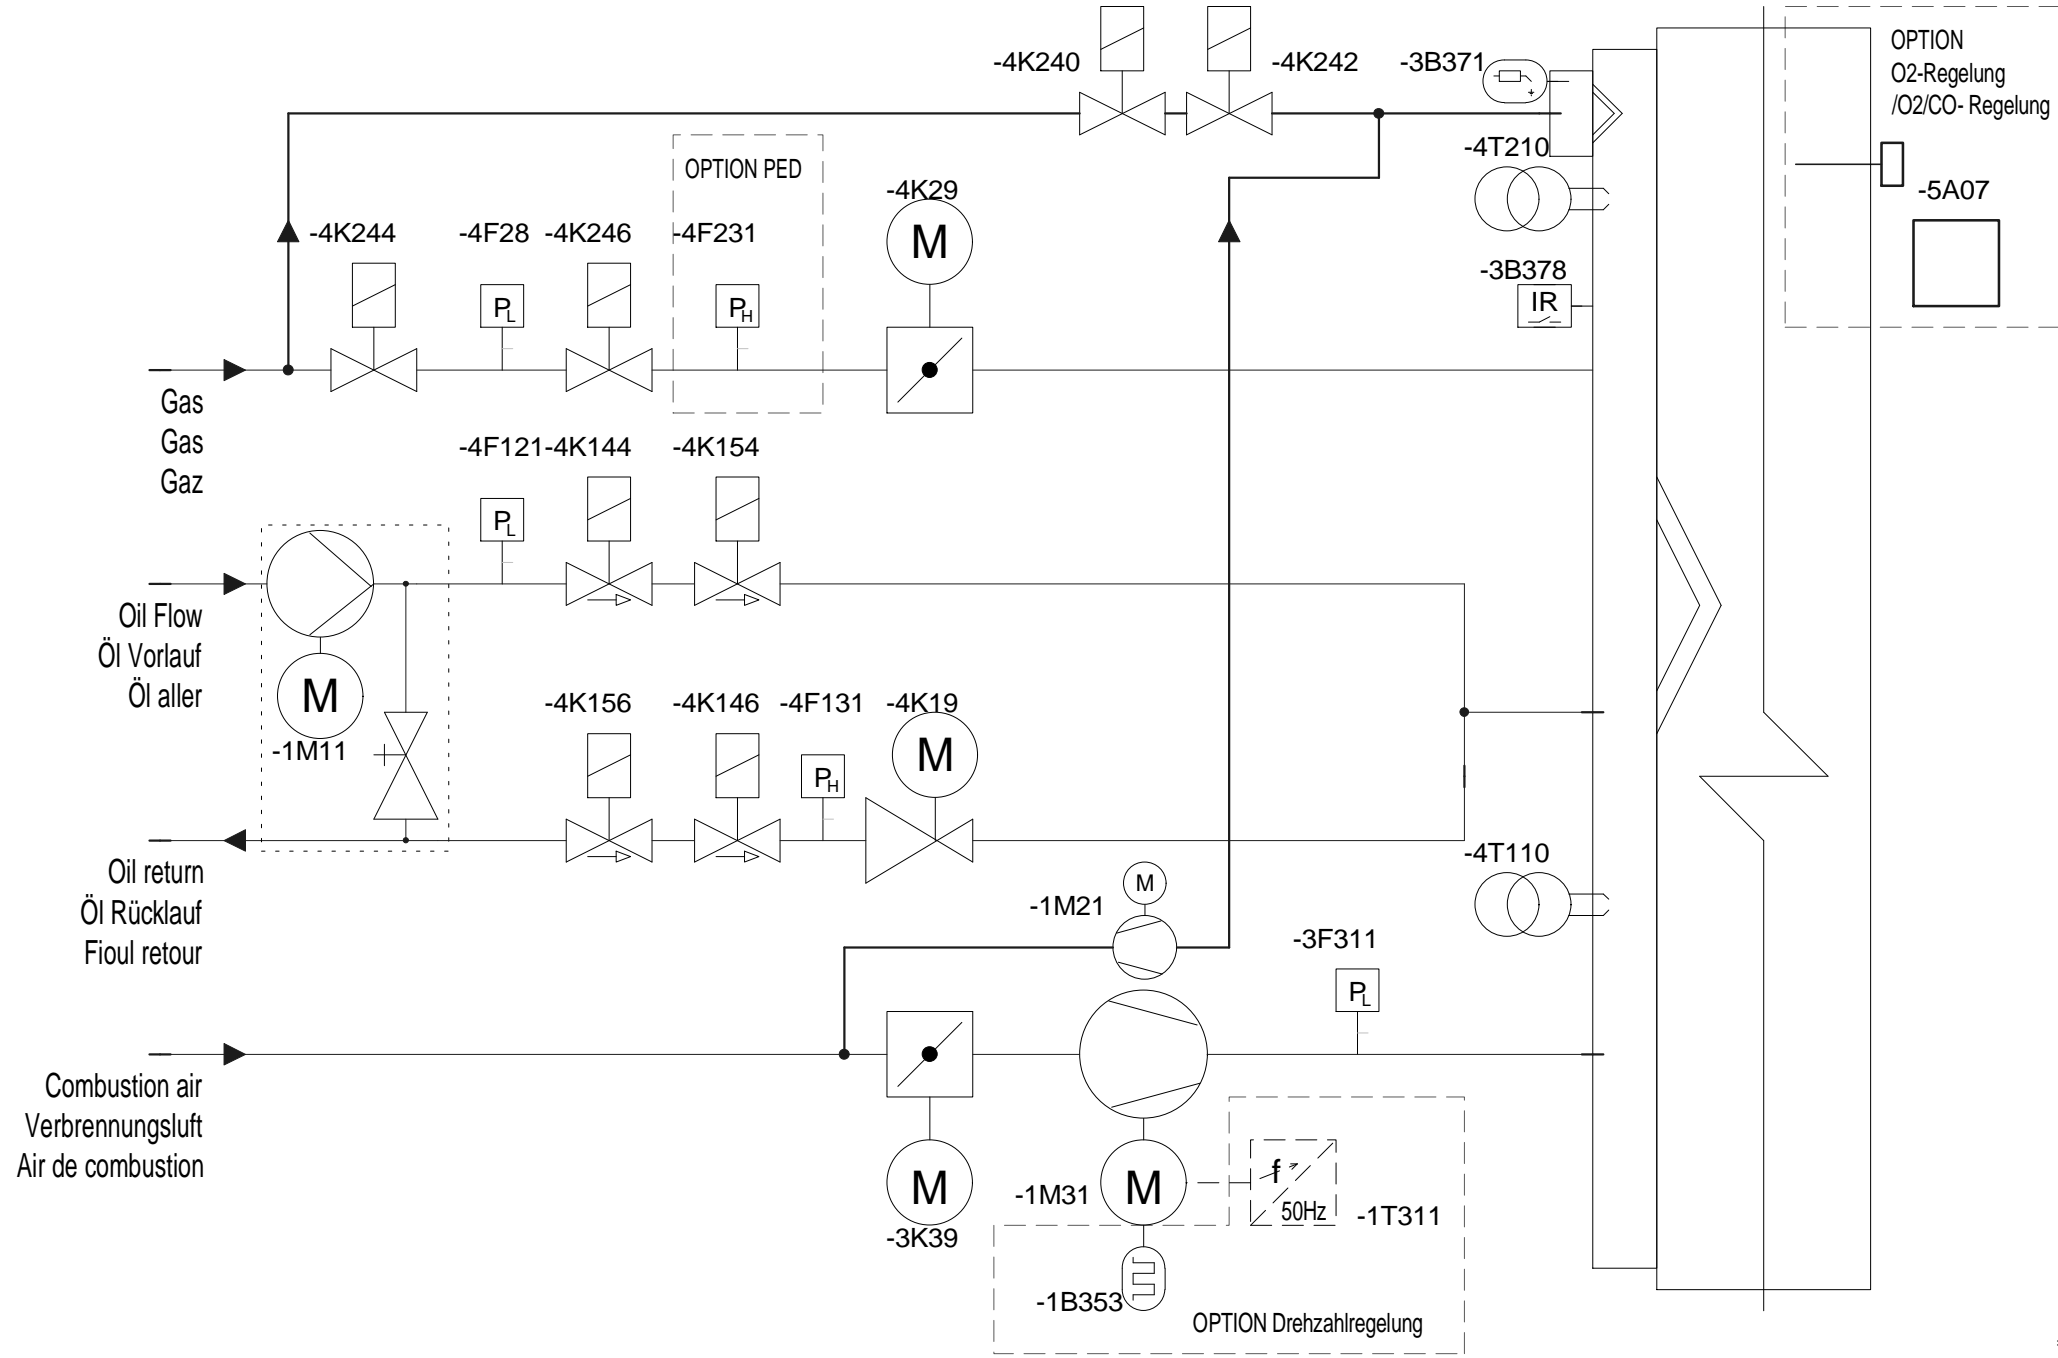 OPTION
O2-Regelung
/O2/CO- Regelung
-4K240
-4K242
-3B371
-4T210
OPTION PED
-4K29
M
-5A07
-4K244
-4F28
-4K246
-4F231
PL
PH
-3B378
IR
Gas
Gas
Gaz
-4F121
-4K144
-4K154
PL
Oil Flow
Öl Vorlauf
Öl aller
M
-1M11
-4K156
-4K146
-4F131
-4K19
M
PH
Oil return
Öl Rücklauf
Fioul retour
-4T110
M
-1M21
-3F311
PL
Combustion air
Verbrennungsluft
Air de combustion
M
-3K39
-1M31
M
f
50Hz
-1T311
-1B353
OPTION Drehzahlregelung